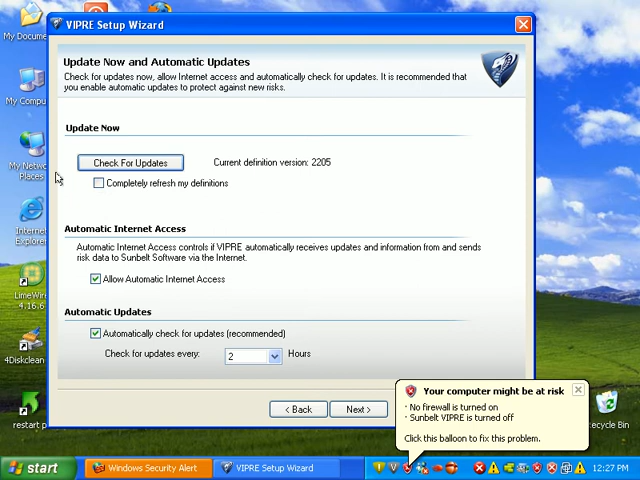 VIPRE Setup Wizard
My Docume
Update Now and Automatic Updates
Check for updates now, allow Internet access and automatically check for updates. It is recommended that
you enable automatic updates to protect against new risks.
My Compu
Update Now
Check For Updates
Current definition version: 2205
My Netwo
Places
Completely refresh my definitions
Internet
Explorer
Automatic Internet Access
Automatic Internet Access controls if VIPRE automatically receives updates and information from and sends
risk data to Sunbelt Software via the Internet.
Allow Automatic Internet Access
LimeWire
4.16.6
Automatic Updates
Automatically check for updates (recommended)
Check for updates every:
2
Hours
4Diskclean
restart p
< Back
Next >
Your computer might be at risk
· No firewall is turned on
· Sunbelt VIPRE is turned off
Click this balloon to fix this problem.
ecycle Bin
start
Windows Security Alert
VIPRE Setup Wizard
12:27 PM